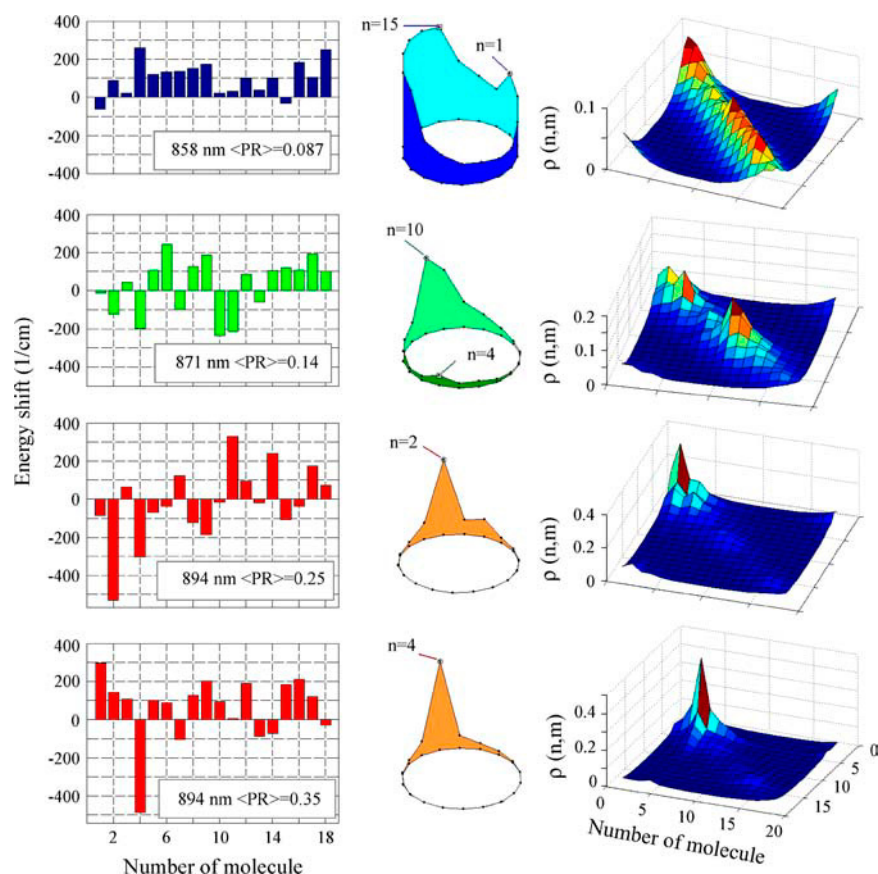 400
200
0
-200
-400
858 nm <PR>=0.087
n=15
n=1
0.1
0
ρ (n,m)
400
200
0
-200
-400
871 nm <PR>=0.14
n=10
n=4
0.2
0.1
0
ρ (n,m)
Energy shift (1/cm)
400
200
0
-200
-400
894 nm <PR>=0.25
n=2
0.4
0.2
0
ρ (n,m)
400
200
0
-200
-400
894 nm <PR>=0.35
2 6 10 14 18
Number of molecule
n=4
0.4
0.2
0
ρ (n,m)
0 5 10 15 20
15 10 5 0
Number of molecule